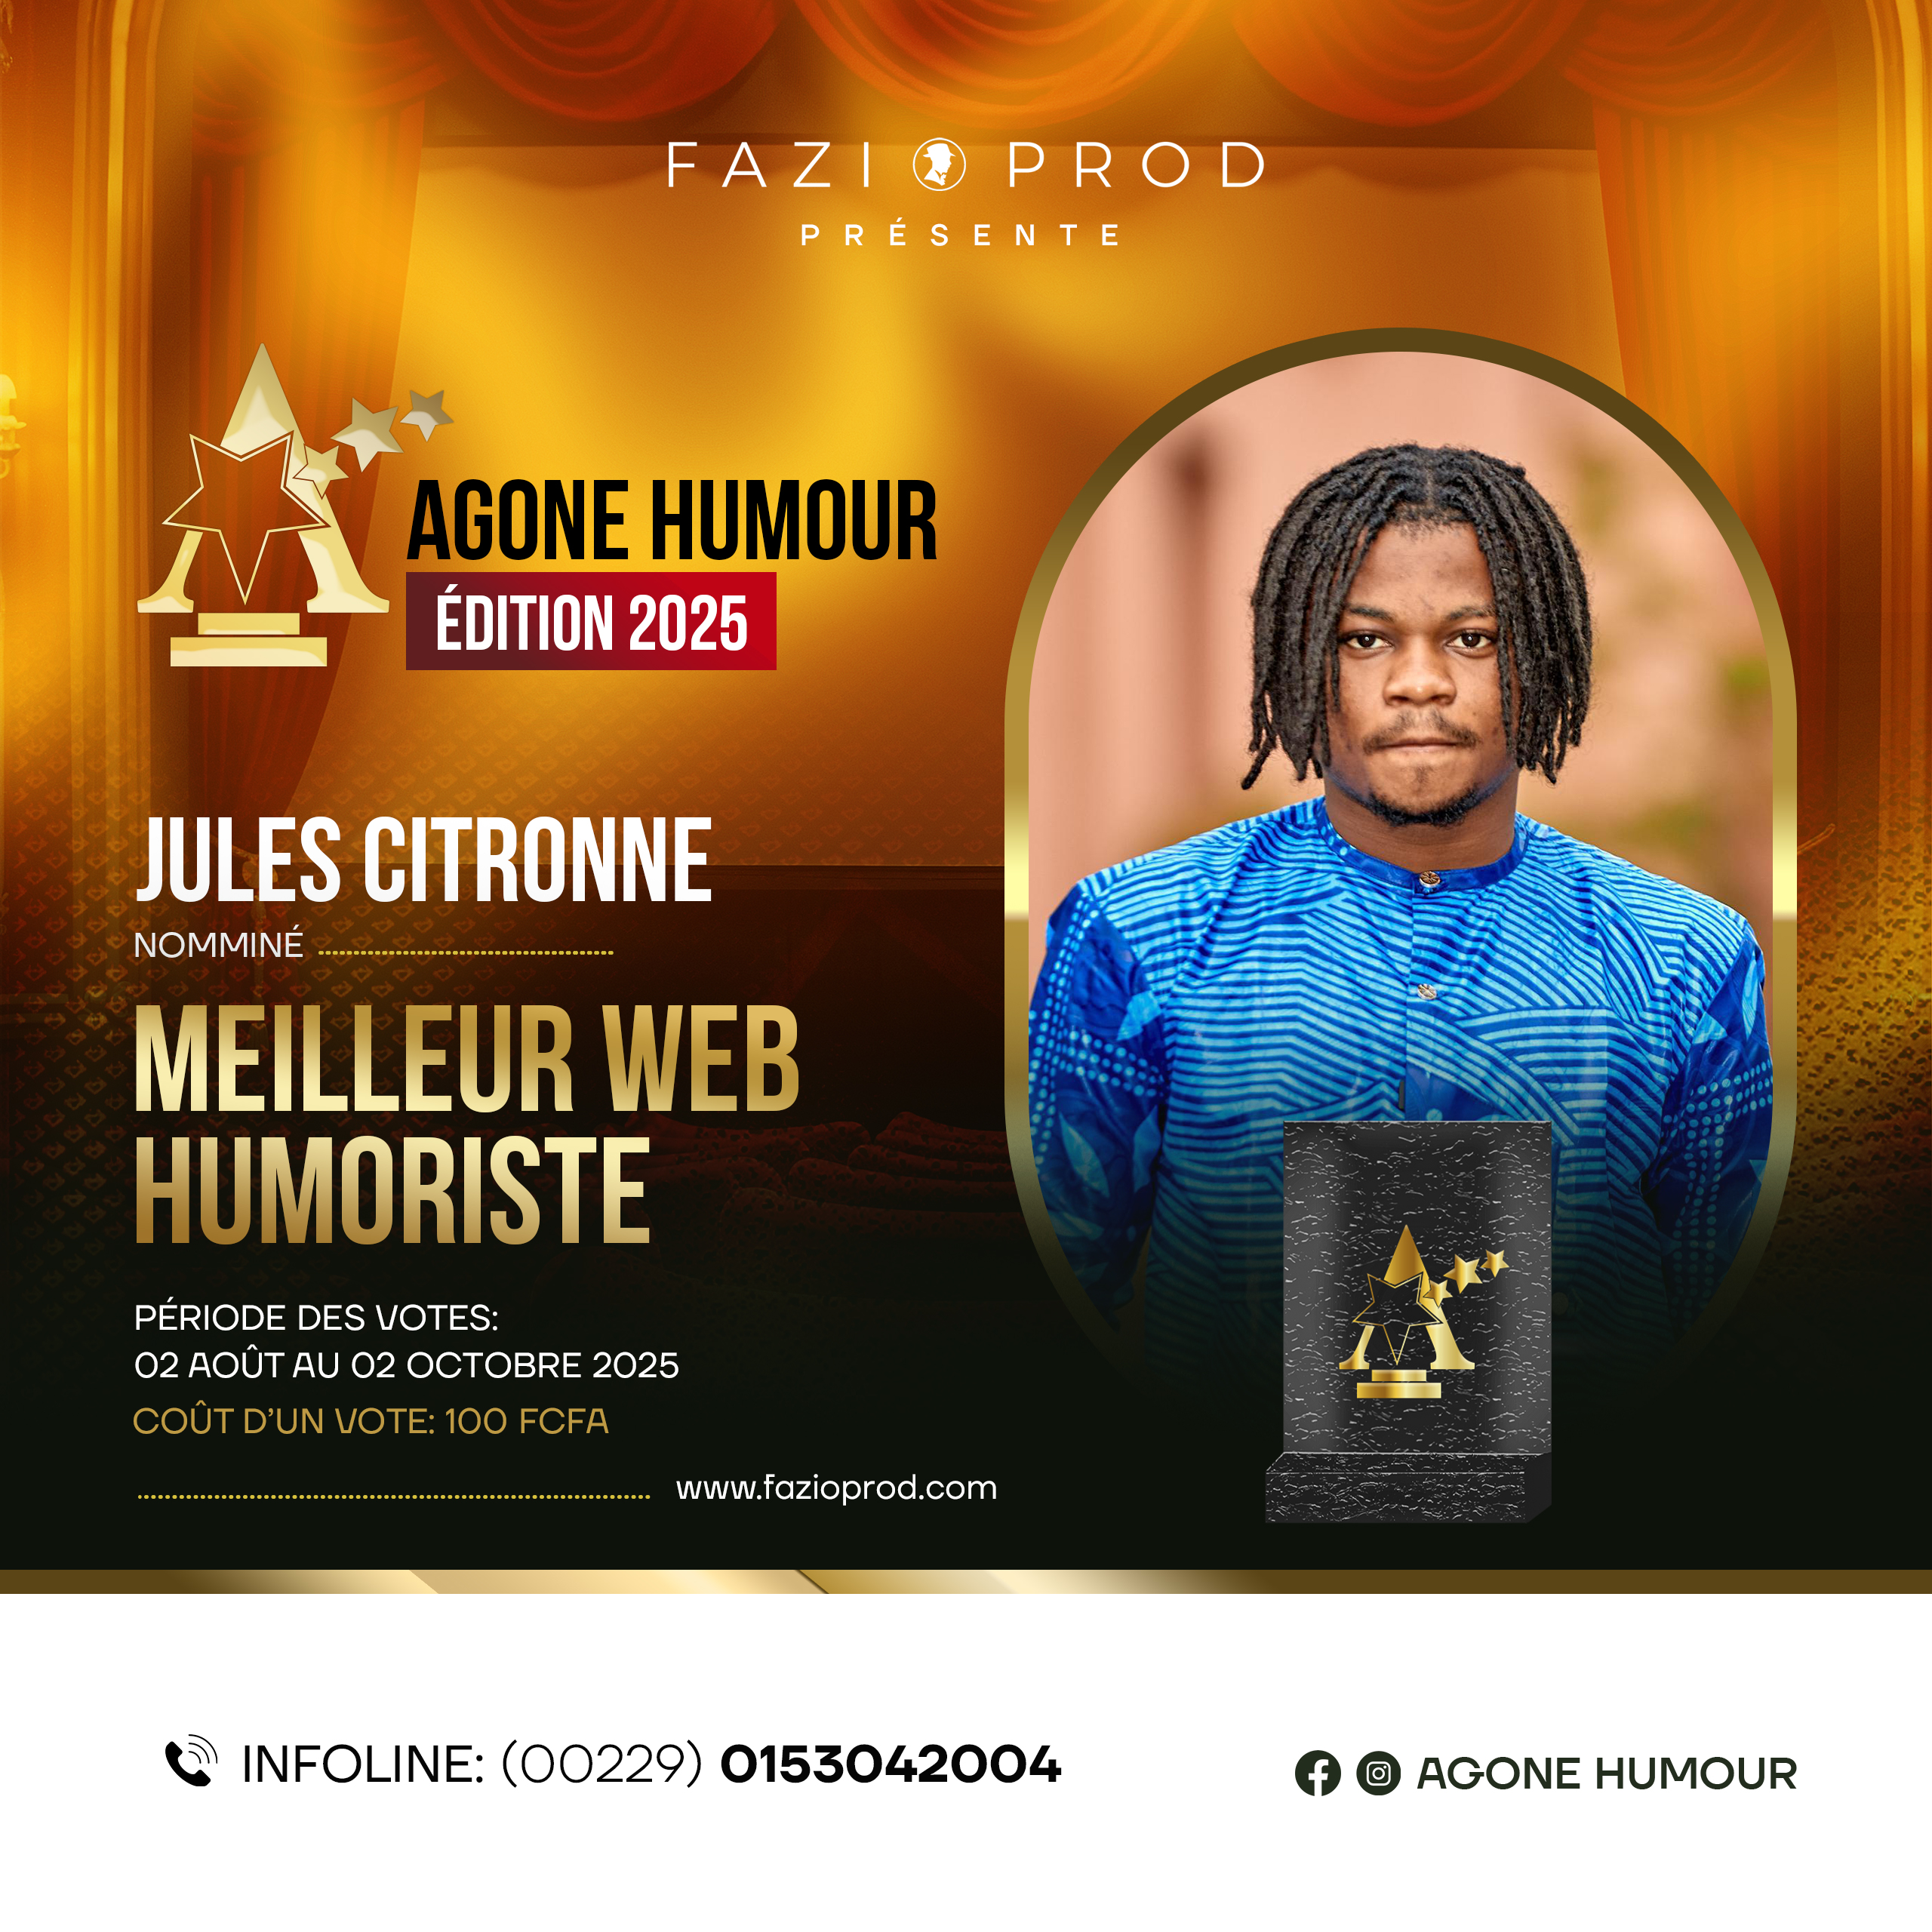 FAZIO PROD
PRÉSENTE
AGONE HUMOUR
ÉDITION 2025
JULES CITRONNE
NOMMINÉ
MEILLEUR WEB
HUMORISTE
PÉRIODE DES VOTES:
02 AOÛT AU 02 OCTOBRE 2025
COÛT D'UN VOTE: 100 FCFA
www.fazioprod.com
INFOLINE: (00229) 0153042004
AGONE HUMOUR